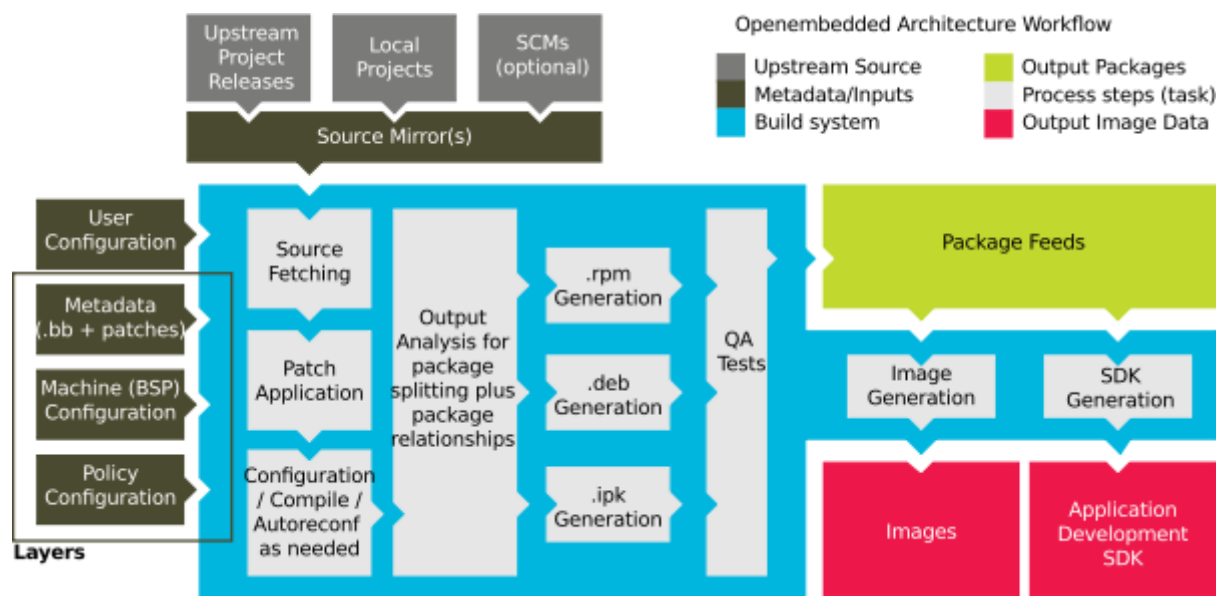 Openembedded Architecture Workflow
Upstream Source
Metadata/Inputs
Build system
Output Packages
Process steps (task)
Output Image Data
Upstream
Project
Releases
Local
Projects
SCMs
(optional)
Source Mirror(s)
User
Configuration
Metadata
(.bb + patches)
Machine (BSP)
Configuration
Policy
Configuration
Layers
Source
Fetching
Patch
Application
Configuration
/ Compile /
Autoreconf
as needed
Output
Analysis for
package
splitting plus
package
relationships
.rpm
Generation
.deb
Generation
.ipk
Generation
QA
Tests
Package Feeds
Image
Generation
SDK
Generation
Images
Application
Development
SDK